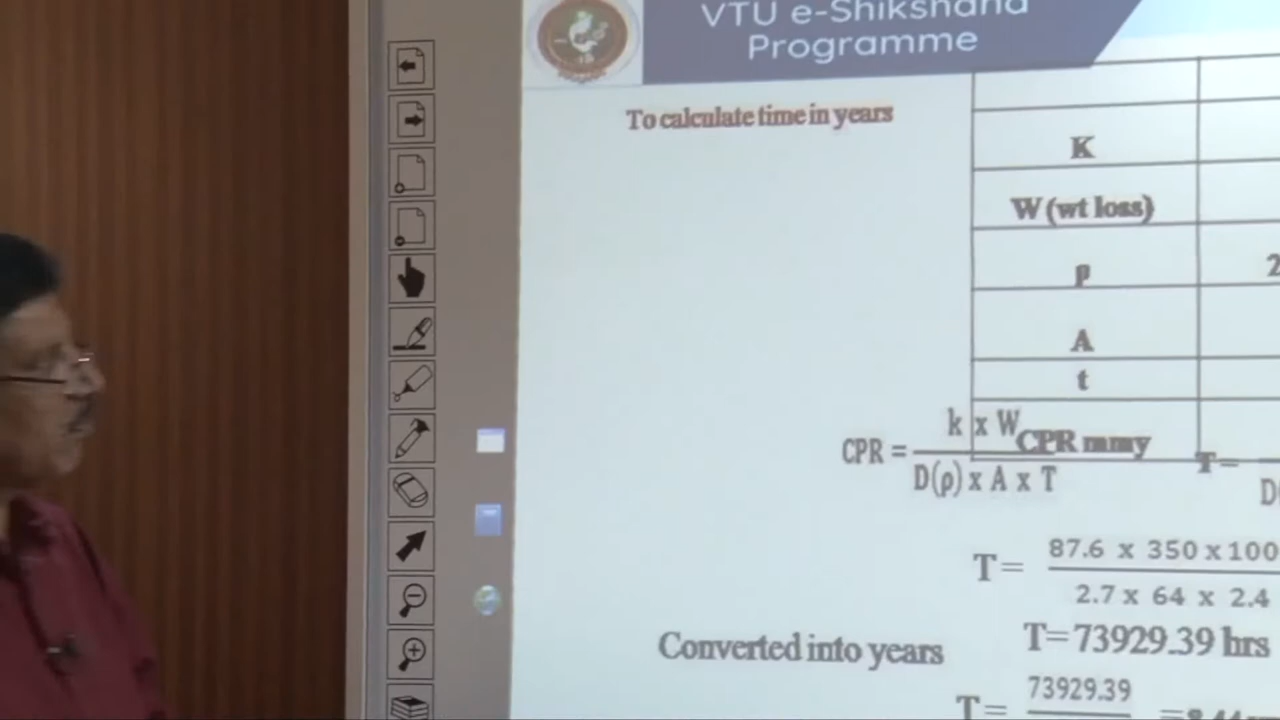 VTU e-Shikshana
Programme
To calculate time in years
K
W (wt loss)
ρ 2
A
t
CPR mmy
CPR = k x W / D(ρ) x A x T
T=
T= 87.6 x 350 x 100 / 2.7 x 64 x 2.4
T= 73929.39 hrs
Converted into years
T= 73929.39